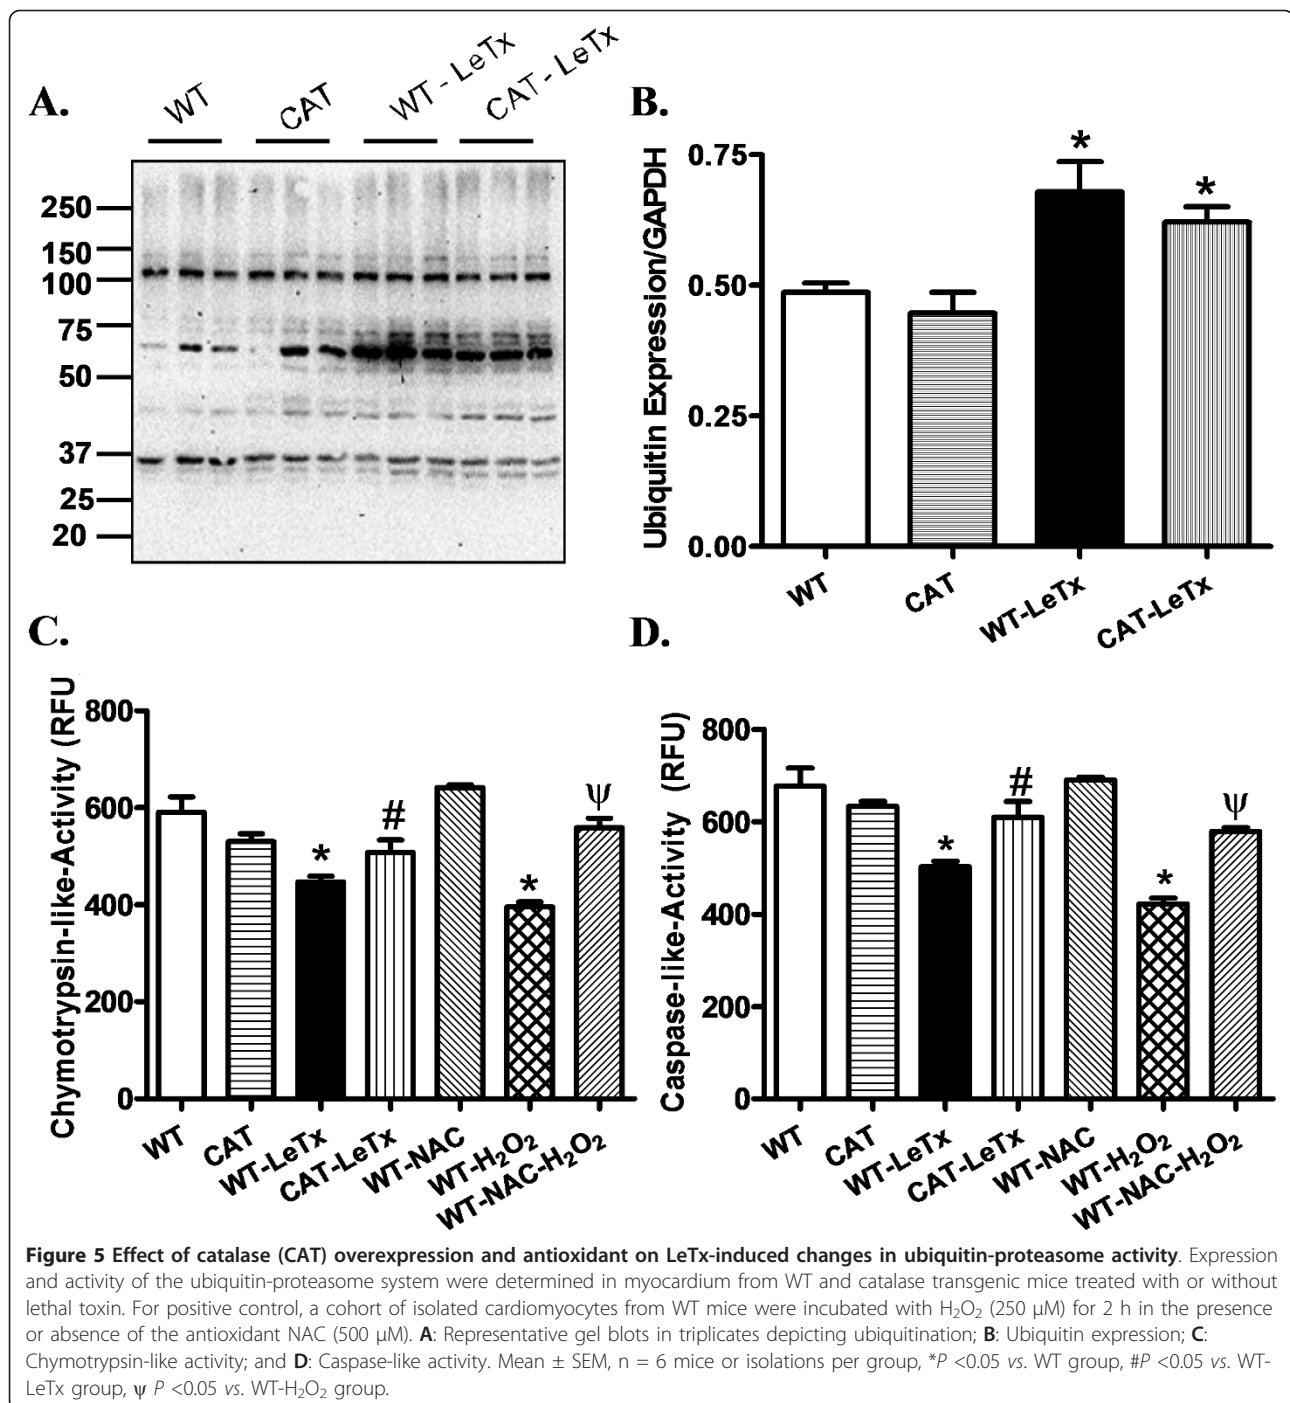 A.
WT CAT WT - LeTx CAT - LeTx
250
150
100
75
50
37
25
20
B.
Ubiquitin Expression/GAPDH
0.75
0.50
0.25
0.00
* *
WT CAT WT-LeTx CAT-LeTx
C.
Chymotrypsin-like-Activity (RFU
800
600
400
200
0
* # * ψ
WT CAT WT-LeTx CAT-LeTx WT-NAC WT-H₂O₂ WT-NAC-H₂O₂
D.
Caspase-like-Activity (RFU)
800
600
400
200
0
* # * ψ
WT CAT WT-LeTx CAT-LeTx WT-NAC WT-H₂O₂ WT-NAC-H₂O₂
Figure 5 Effect of catalase (CAT) overexpression and antioxidant on LeTx-induced changes in ubiquitin-proteasome activity. Expression
and activity of the ubiquitin-proteasome system were determined in myocardium from WT and catalase transgenic mice treated with or without
lethal toxin. For positive control, a cohort of isolated cardiomyocytes from WT mice were incubated with H₂O₂ (250 μM) for 2 h in the presence
or absence of the antioxidant NAC (500 μM). A: Representative gel blots in triplicates depicting ubiquitination; B: Ubiquitin expression; C:
Chymotrypsin-like activity; and D: Caspase-like activity. Mean ± SEM, n = 6 mice or isolations per group, *P <0.05 vs. WT group, #P <0.05 vs. WT-
LeTx group, ψ P <0.05 vs. WT-H₂O₂ group.